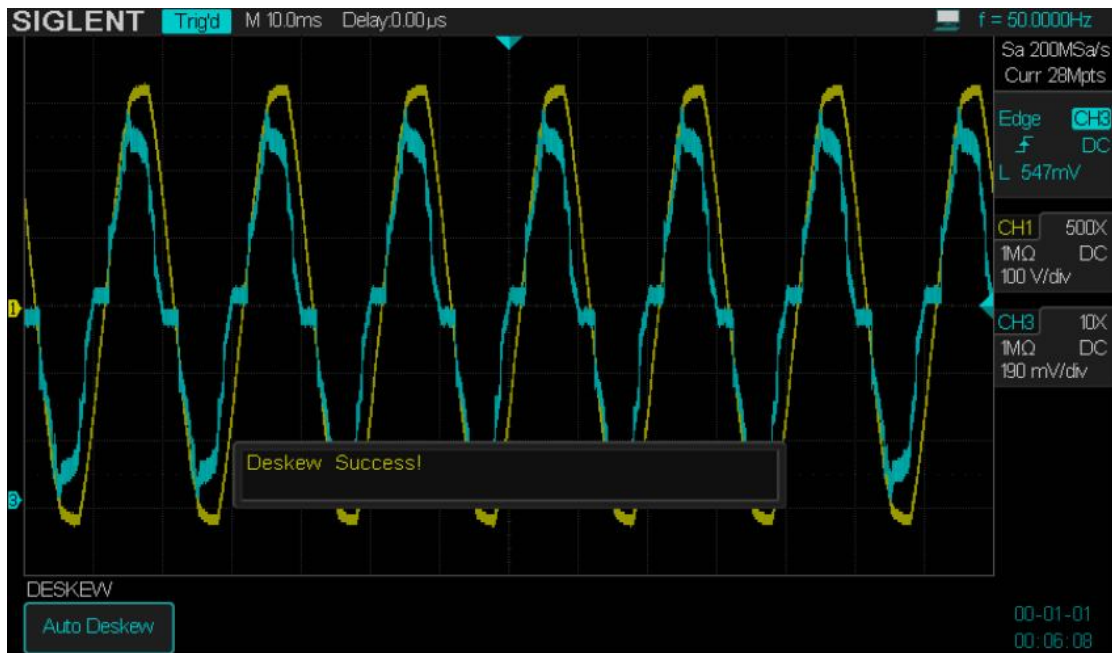 SIGLENT Trig'd M 10.0ms Delay:0.00µs f = 50.0000Hz
Sa 200MSa/s
Curr 28Mpts
Edge CH3
DC
L 547mV
CH1 500X
1MΩ DC
100 V/div
CH3 10X
1MΩ DC
190 mV/div
1
3
Deskew Success!
DESKEW
Auto Deskew
00-01-01
00:06:08